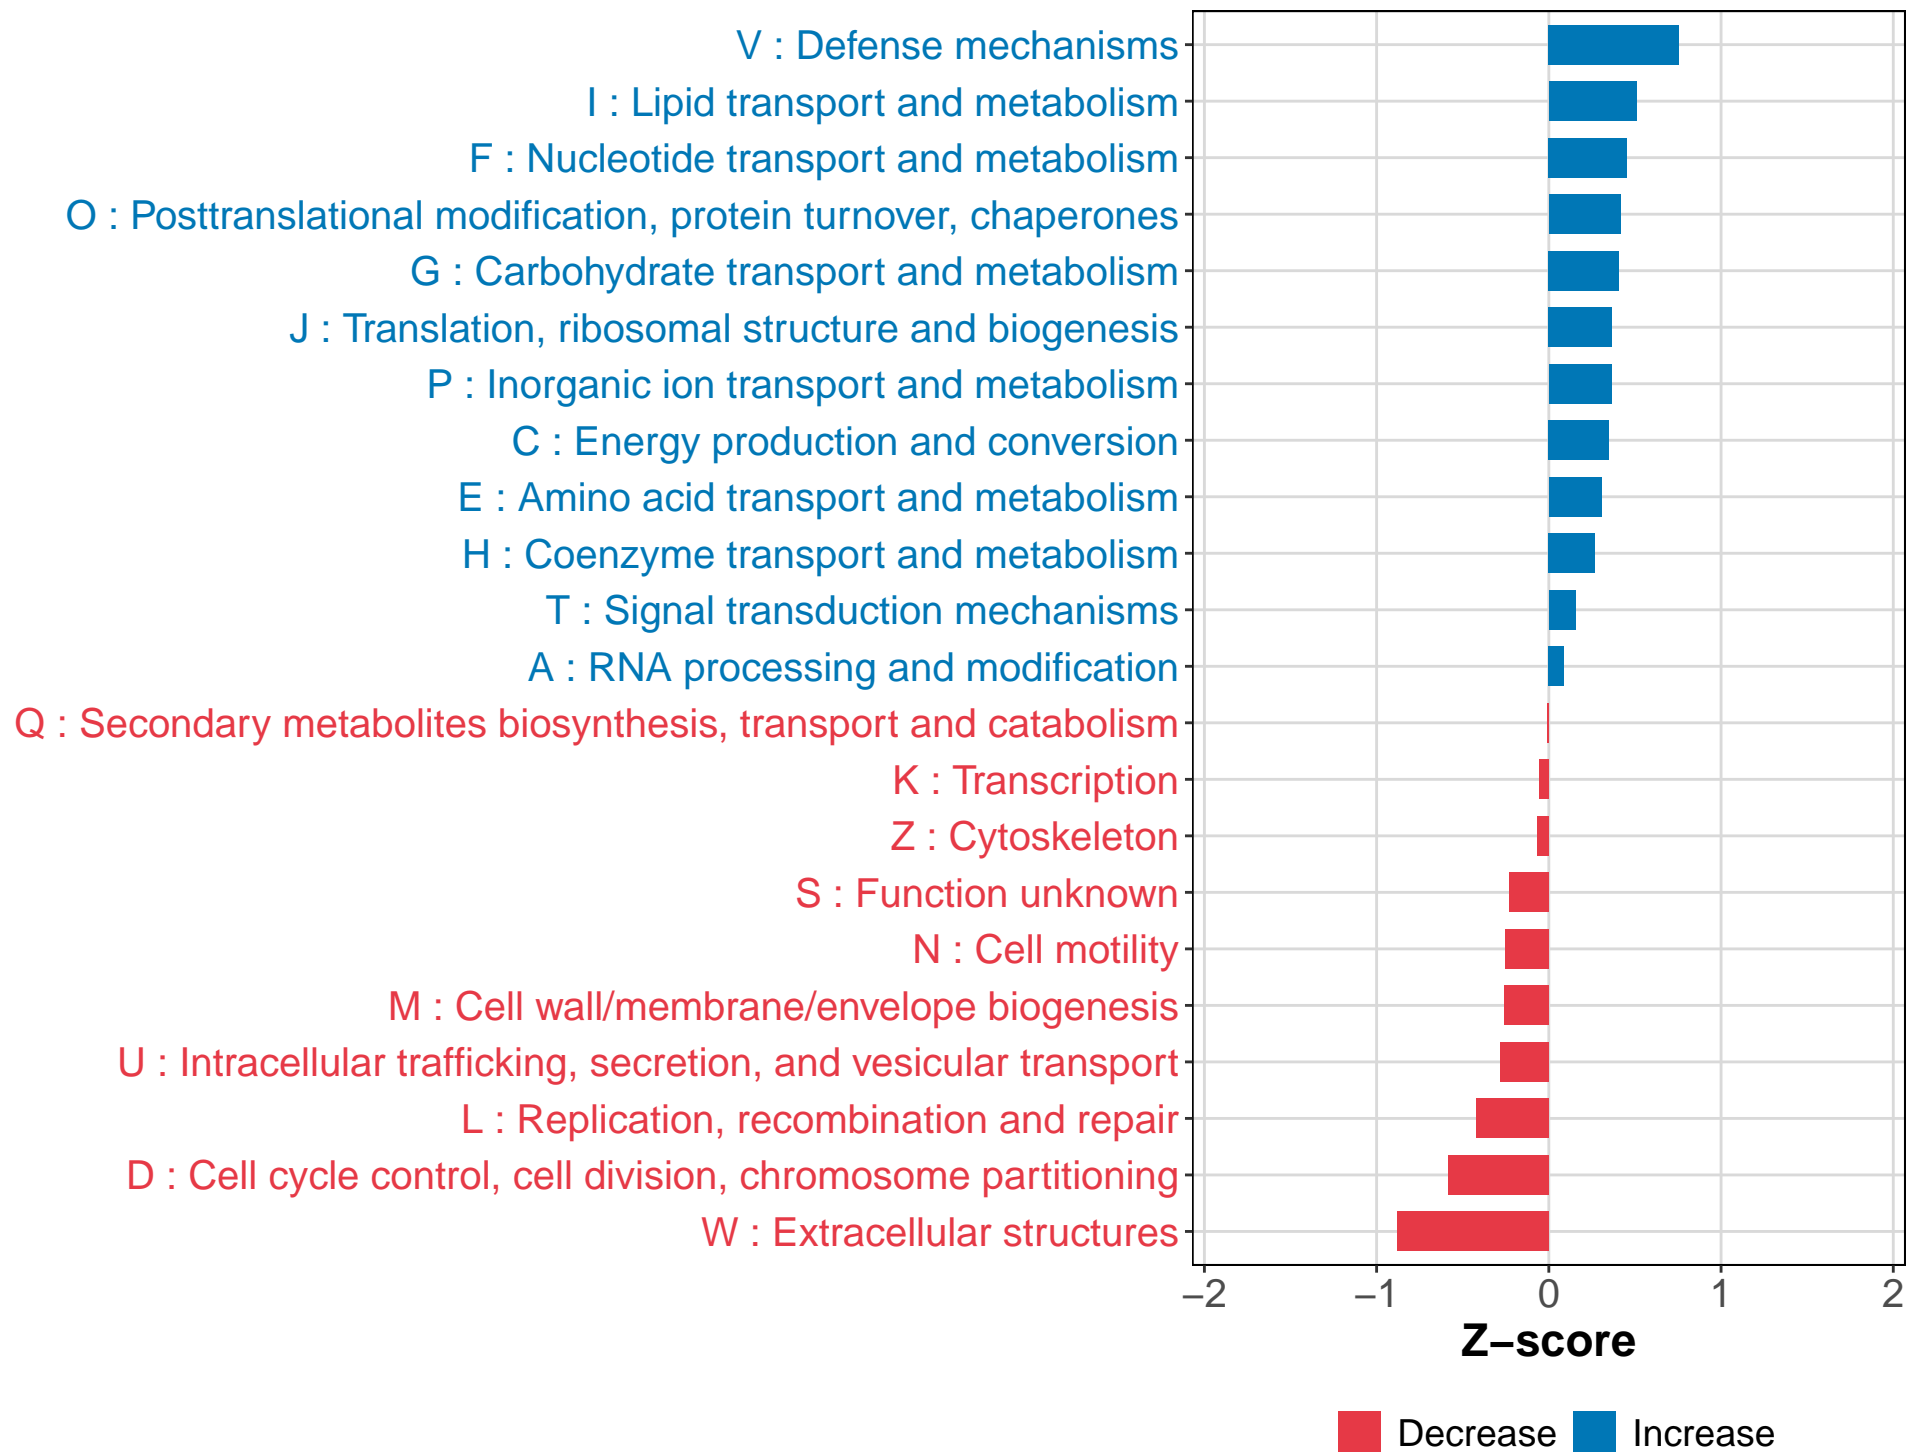 V : Defense mechanisms
I : Lipid transport and metabolism
F : Nucleotide transport and metabolism
O : Posttranslational modification, protein turnover, chaperones
G : Carbohydrate transport and metabolism
J : Translation, ribosomal structure and biogenesis
P : Inorganic ion transport and metabolism
C : Energy production and conversion
E : Amino acid transport and metabolism
H : Coenzyme transport and metabolism
T : Signal transduction mechanisms
A : RNA processing and modification
Q : Secondary metabolites biosynthesis, transport and catabolism
K : Transcription
Z : Cytoskeleton
S : Function unknown
N : Cell motility
M : Cell wall/membrane/envelope biogenesis
U : Intracellular trafficking, secretion, and vesicular transport
L : Replication, recombination and repair
D : Cell cycle control, cell division, chromosome partitioning
W : Extracellular structures
−2 −1 0 1 2
Z−score
Decrease Increase